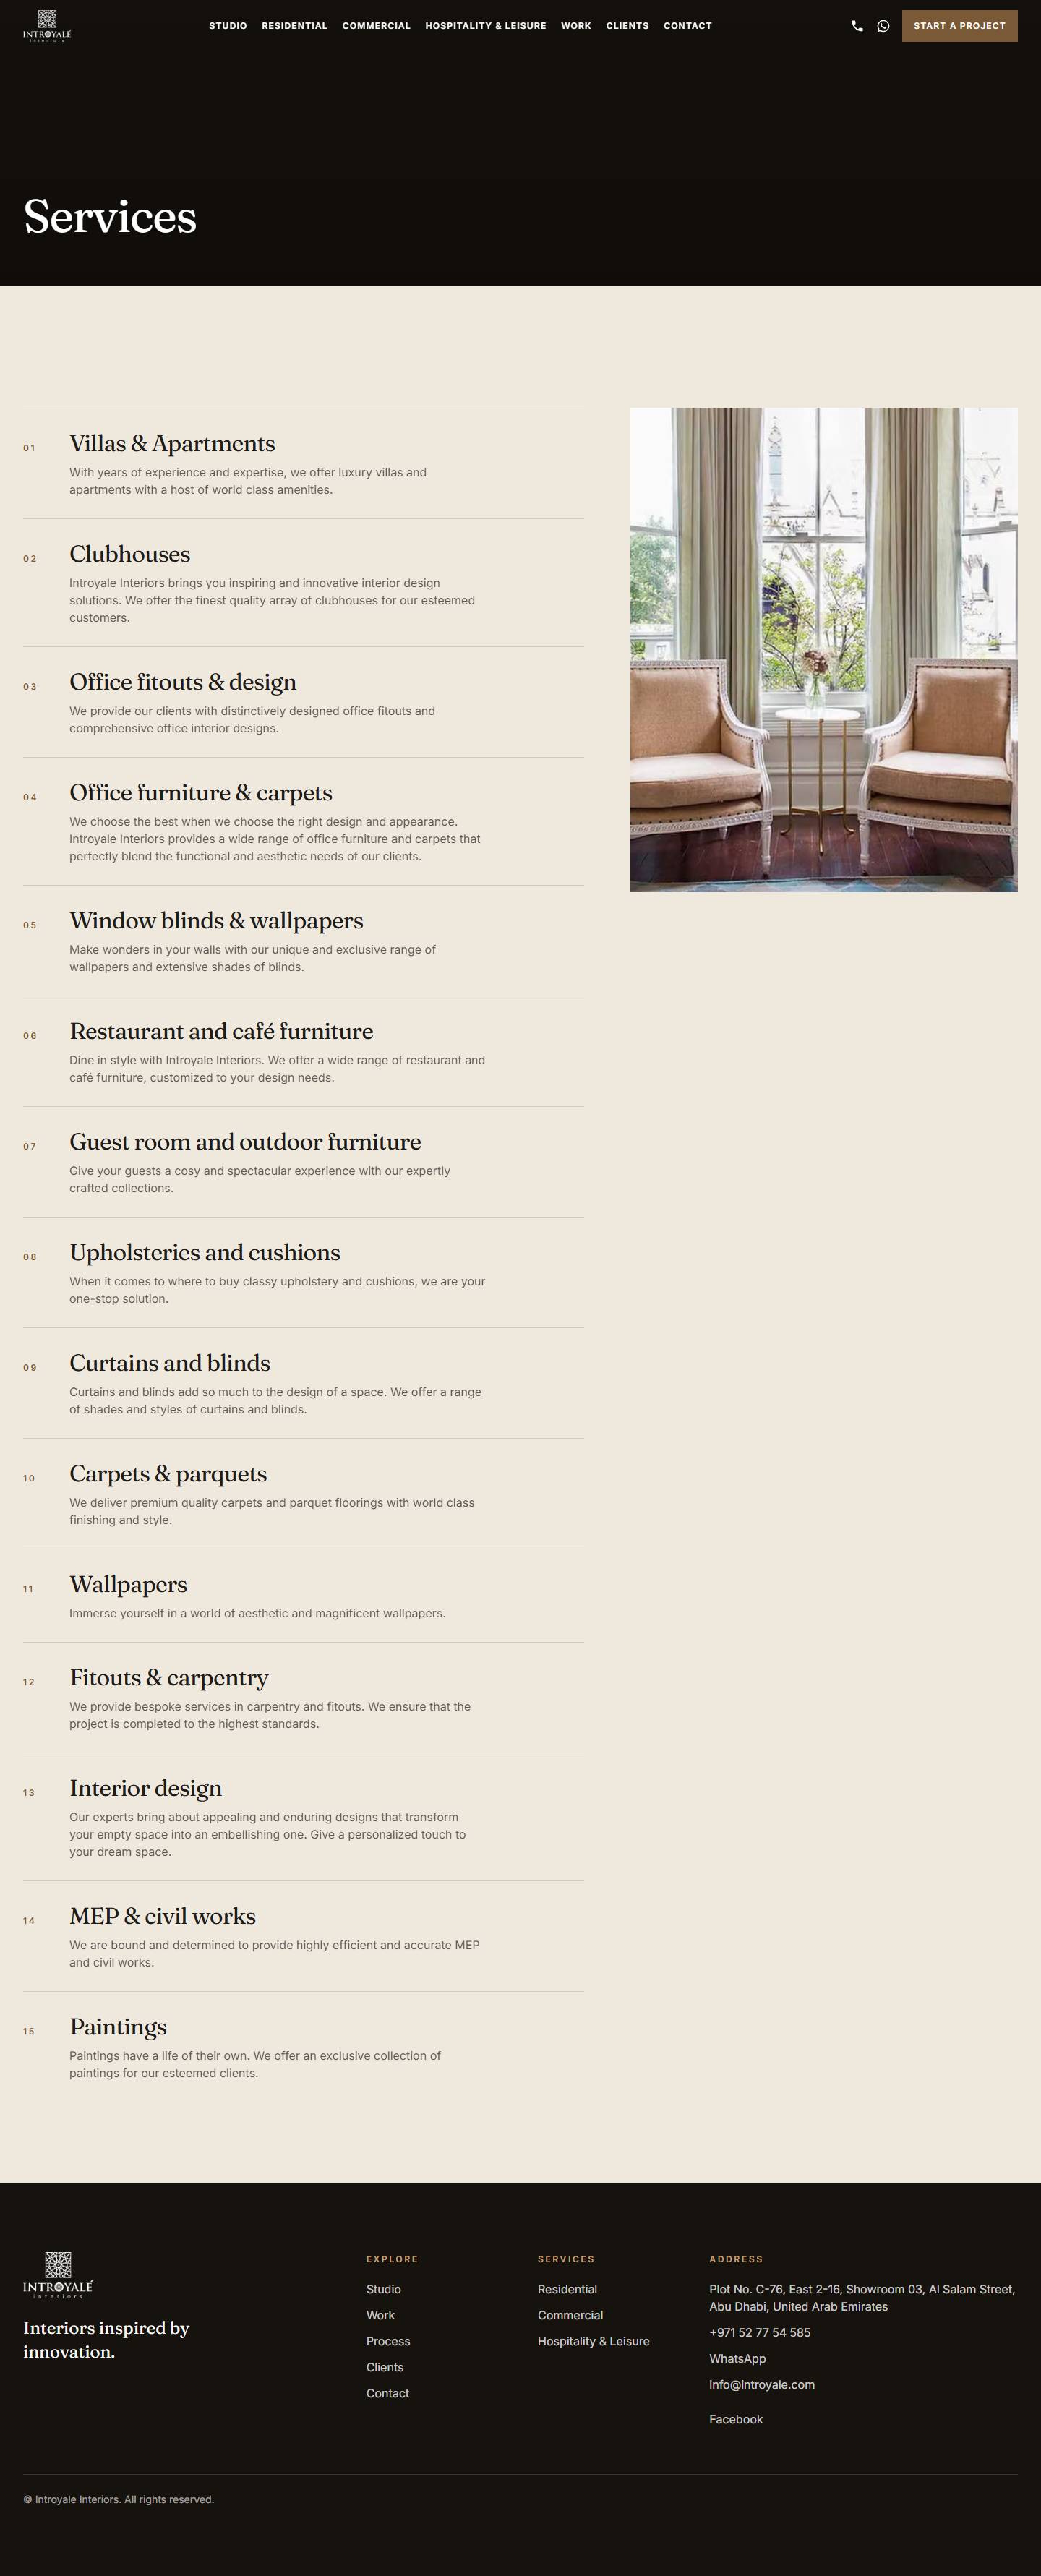 INTROYALE
interiors
STUDIO RESIDENTIAL COMMERCIAL HOSPITALITY & LEISURE WORK CLIENTS CONTACT
START A PROJECT
Services
01
Villas & Apartments
With years of experience and expertise, we offer luxury villas and
apartments with a host of world class amenities.
02
Clubhouses
Introyale Interiors brings you inspiring and innovative interior design
solutions. We offer the finest quality array of clubhouses for our esteemed
customers.
03
Office fitouts & design
We provide our clients with distinctively designed office fitouts and
comprehensive office interior designs.
04
Office furniture & carpets
We choose the best when we choose the right design and appearance.
Introyale Interiors provides a wide range of office furniture and carpets that
perfectly blend the functional and aesthetic needs of our clients.
05
Window blinds & wallpapers
Make wonders in your walls with our unique and exclusive range of
wallpapers and extensive shades of blinds.
06
Restaurant and café furniture
Dine in style with Introyale Interiors. We offer a wide range of restaurant and
café furniture, customized to your design needs.
07
Guest room and outdoor furniture
Give your guests a cosy and spectacular experience with our expertly
crafted collections.
08
Upholsteries and cushions
When it comes to where to buy classy upholstery and cushions, we are your
one-stop solution.
09
Curtains and blinds
Curtains and blinds add so much to the design of a space. We offer a range
of shades and styles of curtains and blinds.
10
Carpets & parquets
We deliver premium quality carpets and parquet floorings with world class
finishing and style.
11
Wallpapers
Immerse yourself in a world of aesthetic and magnificent wallpapers.
12
Fitouts & carpentry
We provide bespoke services in carpentry and fitouts. We ensure that the
project is completed to the highest standards.
13
Interior design
Our experts bring about appealing and enduring designs that transform
your empty space into an embellishing one. Give a personalized touch to
your dream space.
14
MEP & civil works
We are bound and determined to provide highly efficient and accurate MEP
and civil works.
15
Paintings
Paintings have a life of their own. We offer an exclusive collection of
paintings for our esteemed clients.
INTROYALE
interiors
Interiors inspired by
innovation.
EXPLORE
Studio
Work
Process
Clients
Contact
SERVICES
Residential
Commercial
Hospitality & Leisure
ADDRESS
Plot No. C-76, East 2-16, Showroom 03, Al Salam Street,
Abu Dhabi, United Arab Emirates
+971 52 77 54 585
WhatsApp
info@introyale.com
Facebook
© Introyale Interiors. All rights reserved.